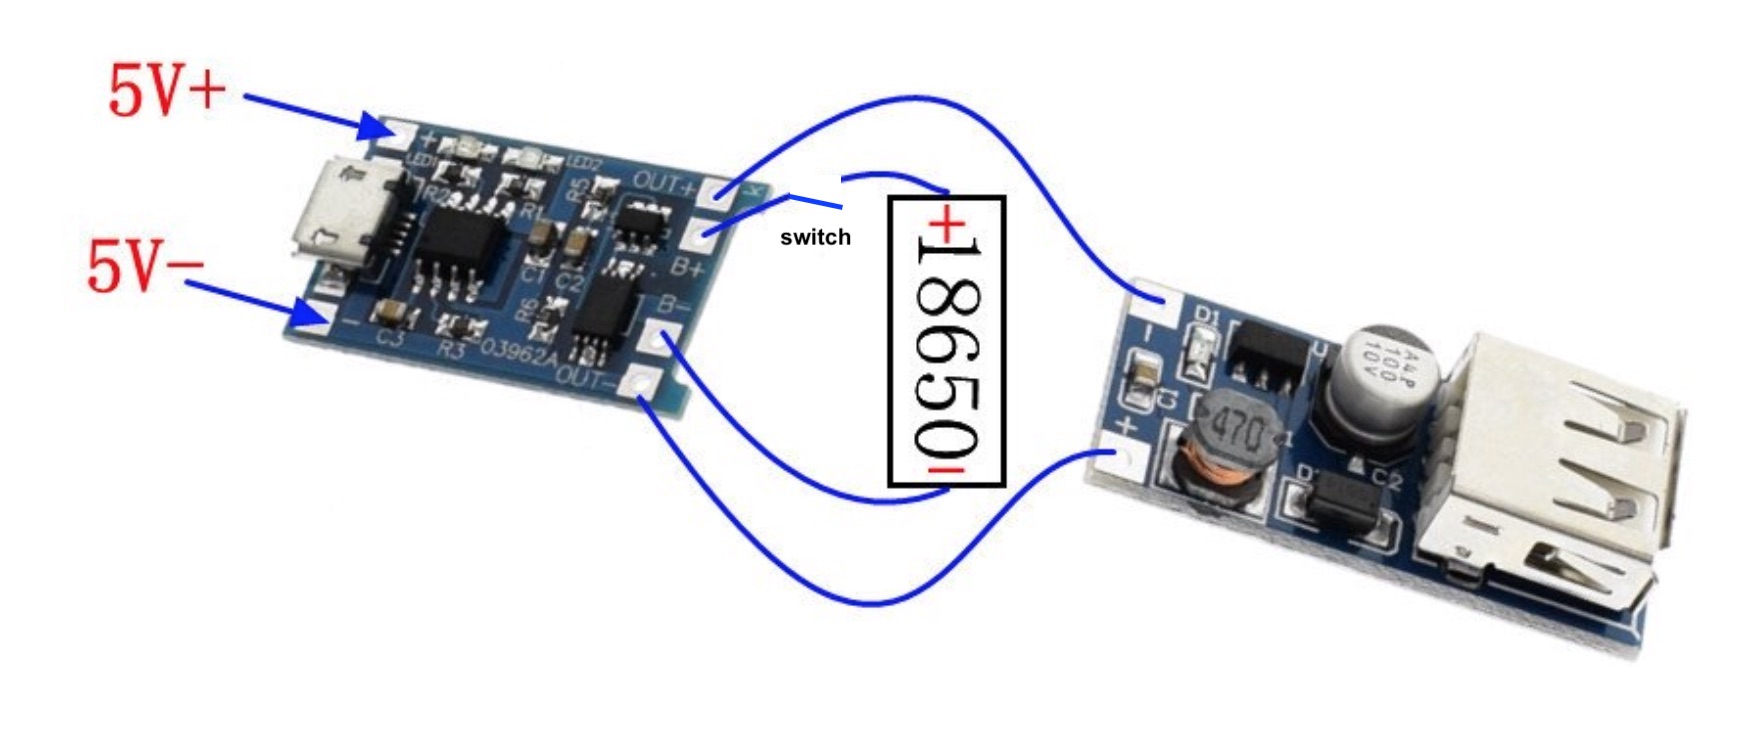 5V+
5V-
+
LED1
LED2
R2
R1
R5
OUT+
K
B+
switch
C1
C2
B-
R6
-
C3
R3
03962A
OUT-
+
18650
-
-
D1
U
C1
+
470
1
100
10V
D
C2